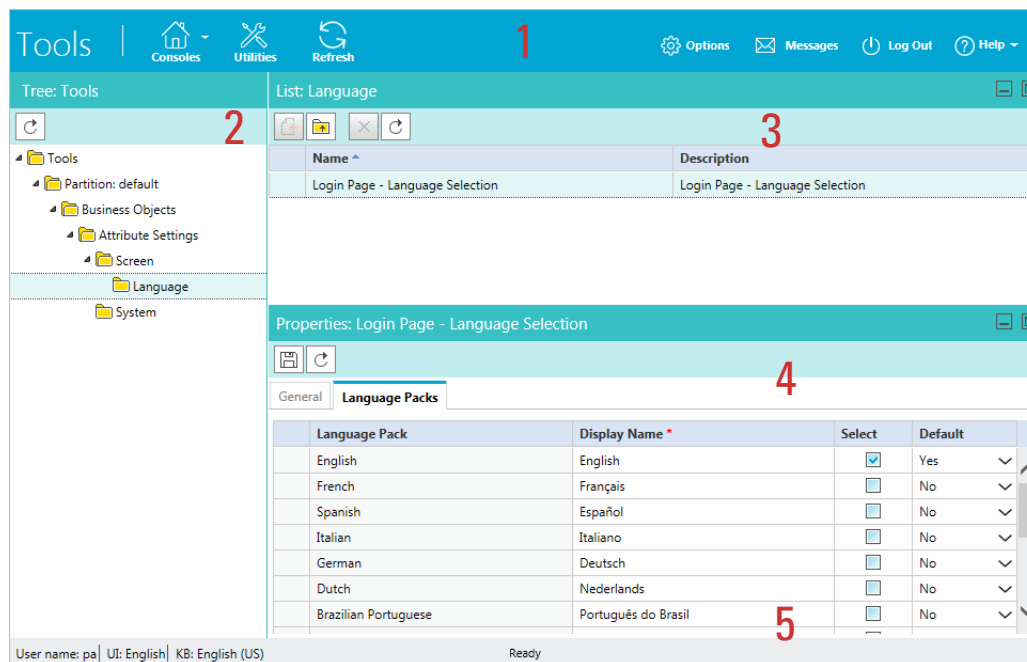 Tools Consoles Utilities Refresh 1 Options Messages Log Out Help
Tree: Tools
2
Tools
Partition: default
Business Objects
Attribute Settings
Screen
Language
System
List: Language
3
Name Description
Login Page - Language Selection Login Page - Language Selection
Properties: Login Page - Language Selection
4
General Language Packs
Language Pack Display Name * Select Default
English English Yes
French Français No
Spanish Español No
Italian Italiano No
German Deutsch No
Dutch Nederlands No
Brazilian Portuguese Português do Brasil No
5
User name: pa UI: English KB: English (US) Ready